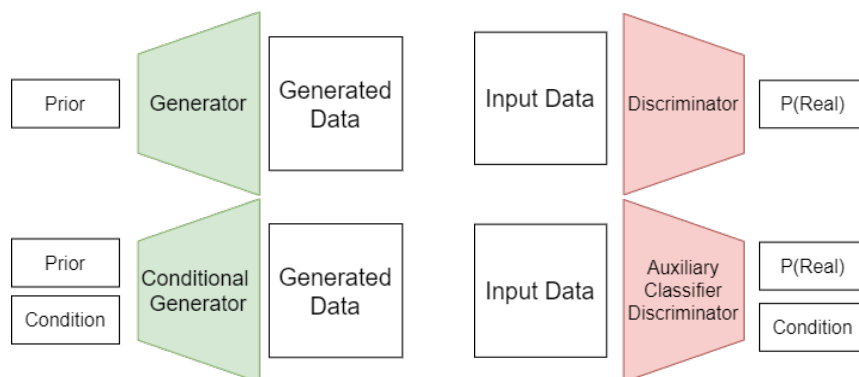 Prior
Generator
Generated
Data
Input Data
Discriminator
P(Real)
Prior
Condition
Conditional
Generator
Generated
Data
Input Data
Auxiliary
Classifier
Discriminator
P(Real)
Condition